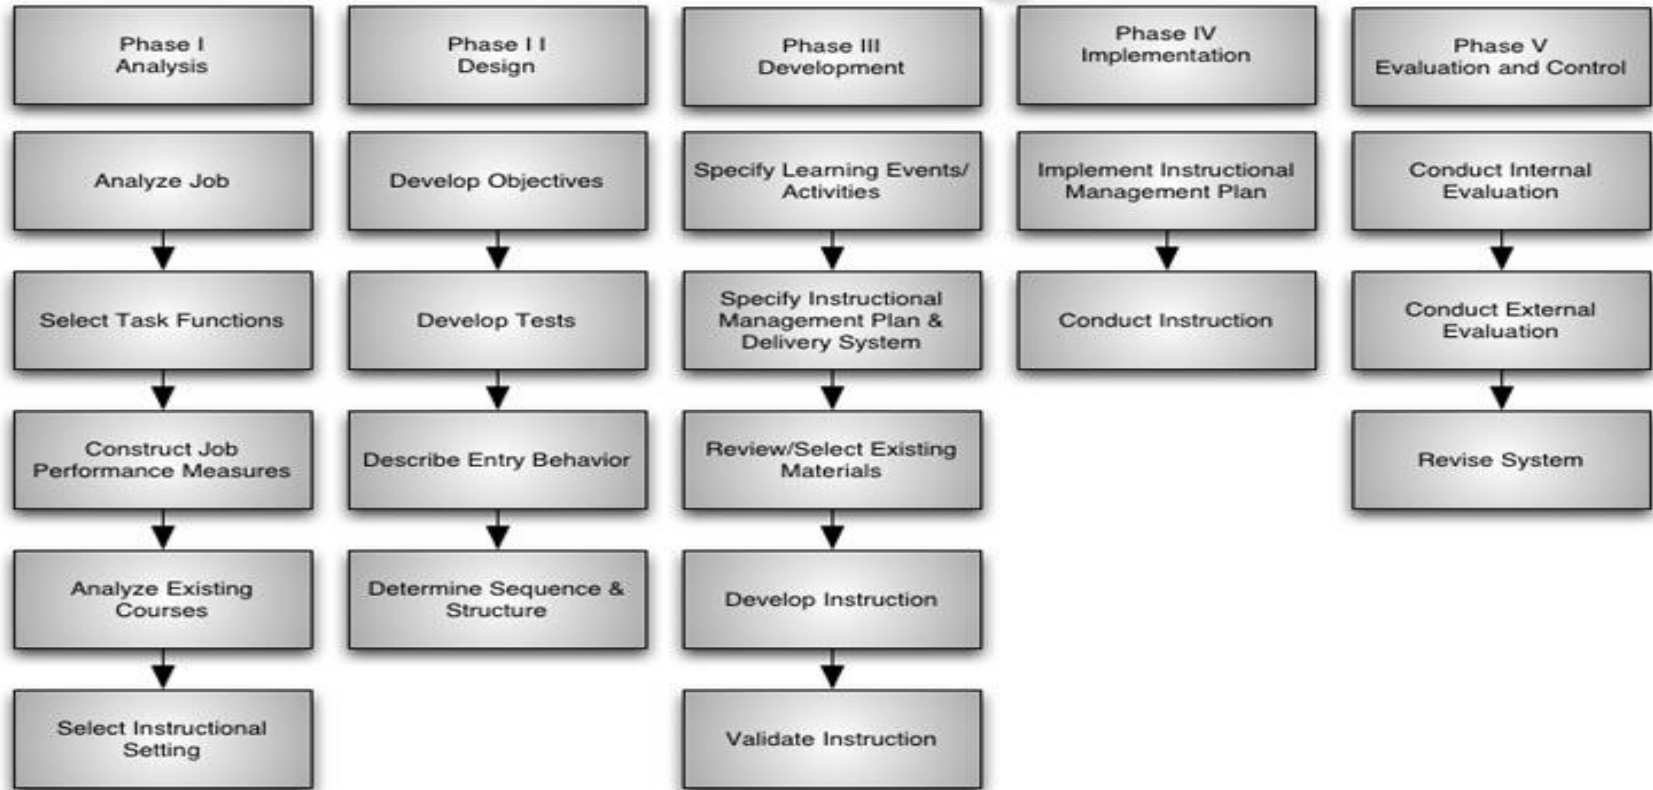 Phase I
Analysis
Phase I I
Design
Phase III
Development
Phase IV
Implementation
Phase V
Evaluation and Control
Analyze Job
Develop Objectives
Specify Learning Events/
Activities
Implement Instructional
Management Plan
Conduct Internal
Evaluation
Select Task Functions
Develop Tests
Specify Instructional
Management Plan &
Delivery System
Conduct Instruction
Conduct External
Evaluation
Construct Job
Performance Measures
Describe Entry Behavior
Review/Select Existing
Materials
Revise System
Analyze Existing
Courses
Determine Sequence &
Structure
Develop Instruction
Select Instructional
Setting
Validate Instruction